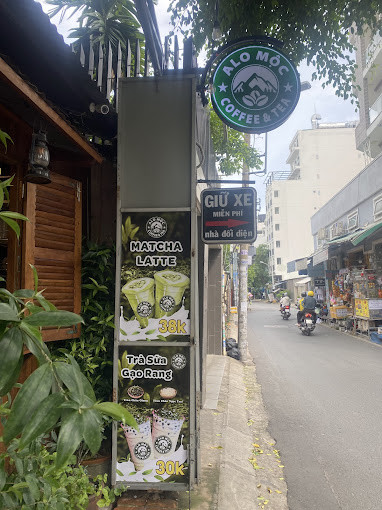 ALO MỘC
COFFEE & TEA
GIỮ XE
MIỄN PHÍ
nhà đối diện
MATCHA
LATTE
38k
Trà Sữa
Gạo Rang
30k